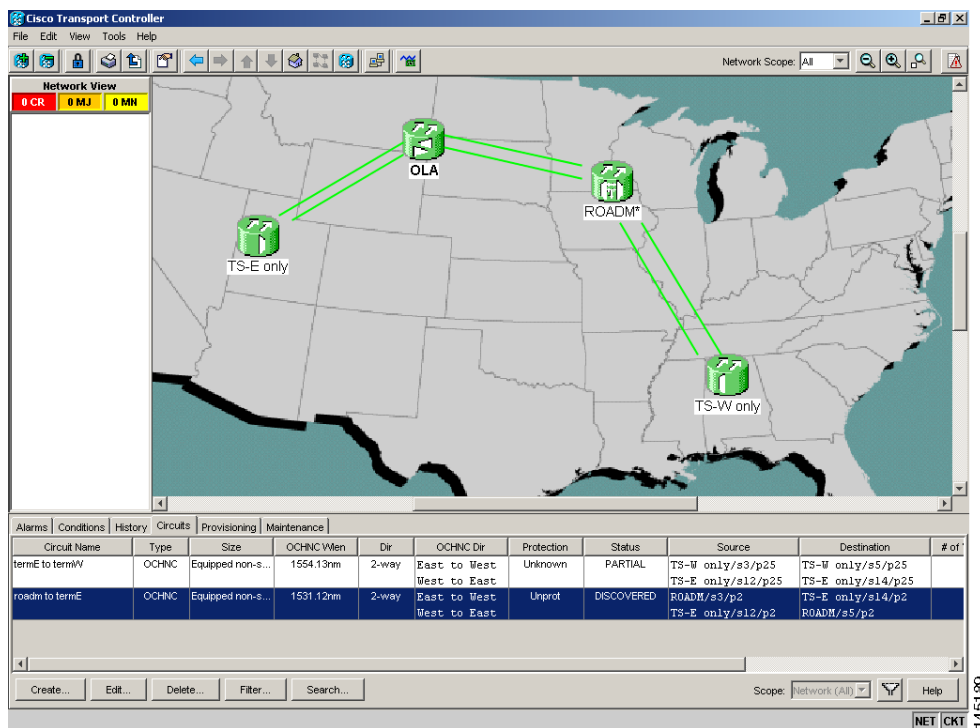 Cisco Transport Controller
File Edit View Tools Help
Network Scope: All
Network View
0 CR 0 MJ 0 MN
OLA
ROADM*
TS-E only
TS-W only
Alarms Conditions History Circuits Provisioning Maintenance
Circuit Name Type Size OCHNC Wlen Dir OCHNC Dir Protection Status Source Destination # of
termE to termW OCHNC Equipped non-s... 1554.13nm 2-way East to West Unknown PARTIAL TS-W only/s3/p25 TS-W only/s5/p25
West to East TS-E only/s12/p25 TS-E only/s14/p25
roadm to termE OCHNC Equipped non-s... 1531.12nm 2-way East to West Unprot DISCOVERED ROADM/s3/p2 TS-E only/s14/p2
West to East TS-E only/s12/p2 ROADM/s5/p2
Create... Edit... Delete... Filter... Search... Scope: Network (All) Help
NET CKT